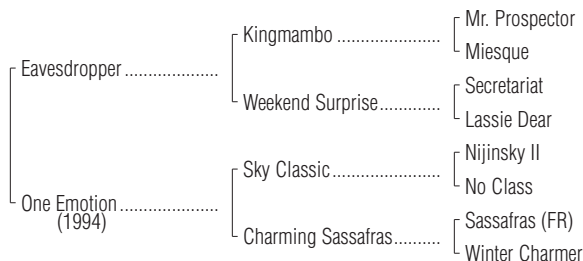 Mr. Prospector
Kingmambo ......................
Miesque
Eavesdropper ....................
Secretariat
Weekend Surprise.............
Lassie Dear
Nijinsky II
Sky Classic.......................
No Class
One Emotion .....................
(1994)
Sassafras (FR)
Charming Sassafras..........
Winter Charmer